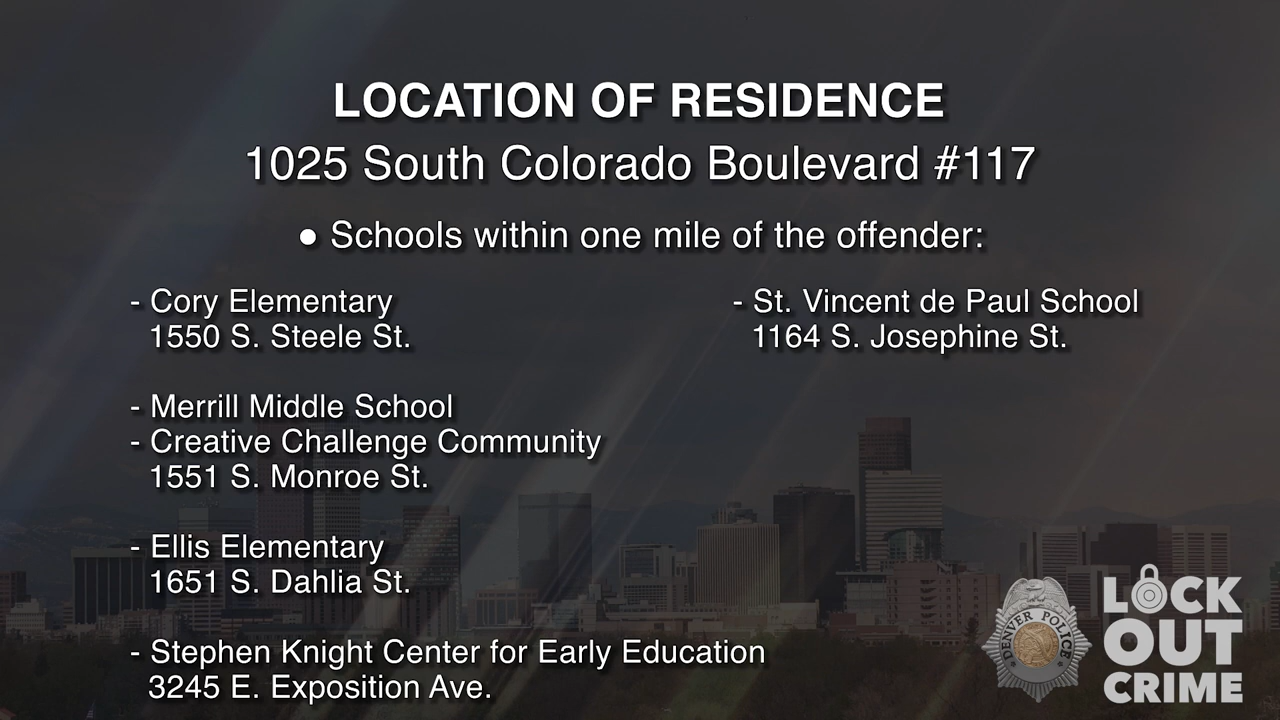 LOCATION OF RESIDENCE
1025 South Colorado Boulevard #117
● Schools within one mile of the offender:
- Cory Elementary
1550 S. Steele St.
- Merrill Middle School
- Creative Challenge Community
1551 S. Monroe St.
- Ellis Elementary
1651 S. Dahlia St.
- Stephen Knight Center for Early Education
3245 E. Exposition Ave.
- St. Vincent de Paul School
1164 S. Josephine St.
DENVER POLICE
LOCK
OUT
CRIME